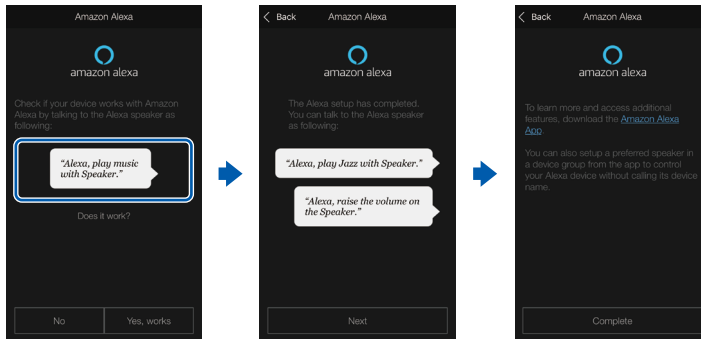 Amazon Alexa
amazon alexa
Check if your device works with Amazon
Alexa by talking to the Alexa speaker as
following:
“Alexa, play music
with Speaker.”
Does it work?
No
Yes, works
Back
Amazon Alexa
amazon alexa
The Alexa setup has completed.
You can talk to the Alexa speaker
as following:
“Alexa, play Jazz with Speaker.”
“Alexa, raise the volume on
the Speaker.”
Next
Back
Amazon Alexa
amazon alexa
To learn more and access additional
features, download the Amazon Alexa
App.
You can also setup a preferred speaker in
a device group from the app to control
your Alexa device without calling its device
name.
Complete